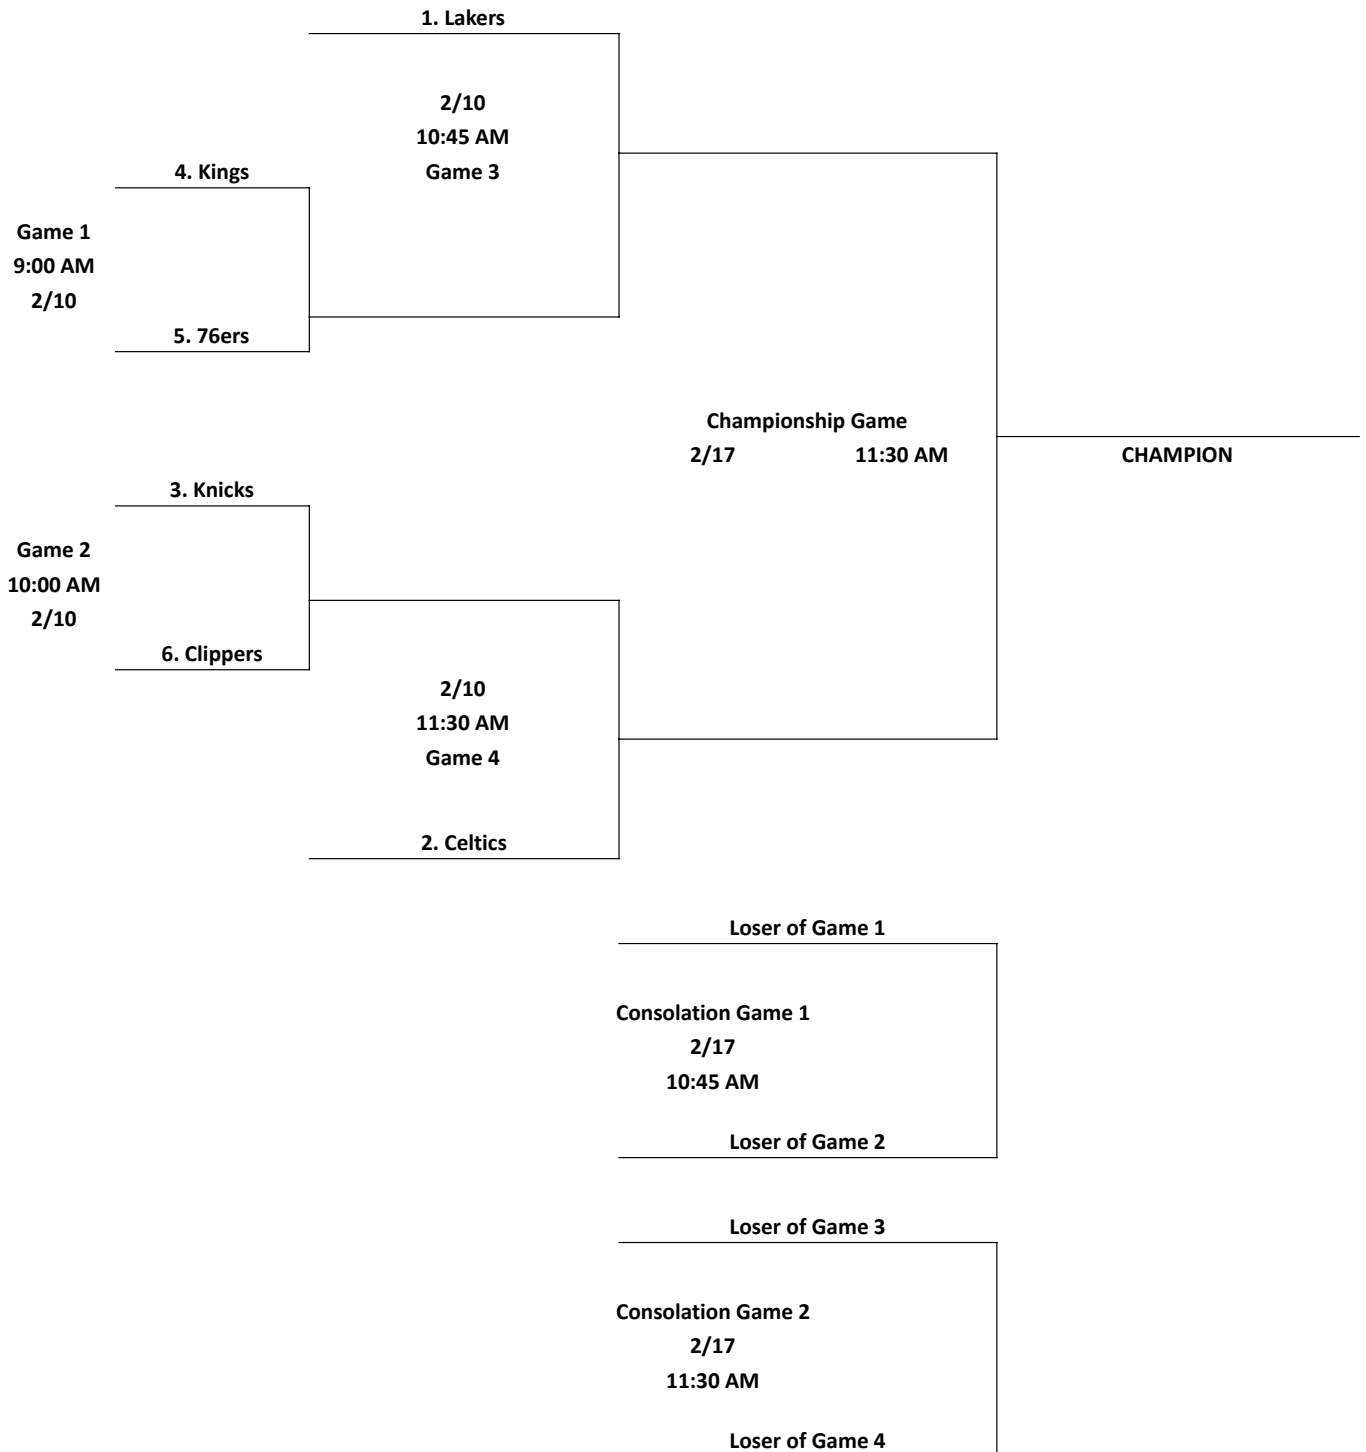 1. Lakers
2/10
10:45 AM
Game 3
4. Kings
Game 1
9:00 AM
2/10
5. 76ers
Championship Game
2/17 11:30 AM
CHAMPION
3. Knicks
Game 2
10:00 AM
2/10
6. Clippers
2/10
11:30 AM
Game 4
2. Celtics
Loser of Game 1
Consolation Game 1
2/17
10:45 AM
Loser of Game 2
Loser of Game 3
Consolation Game 2
2/17
11:30 AM
Loser of Game 4